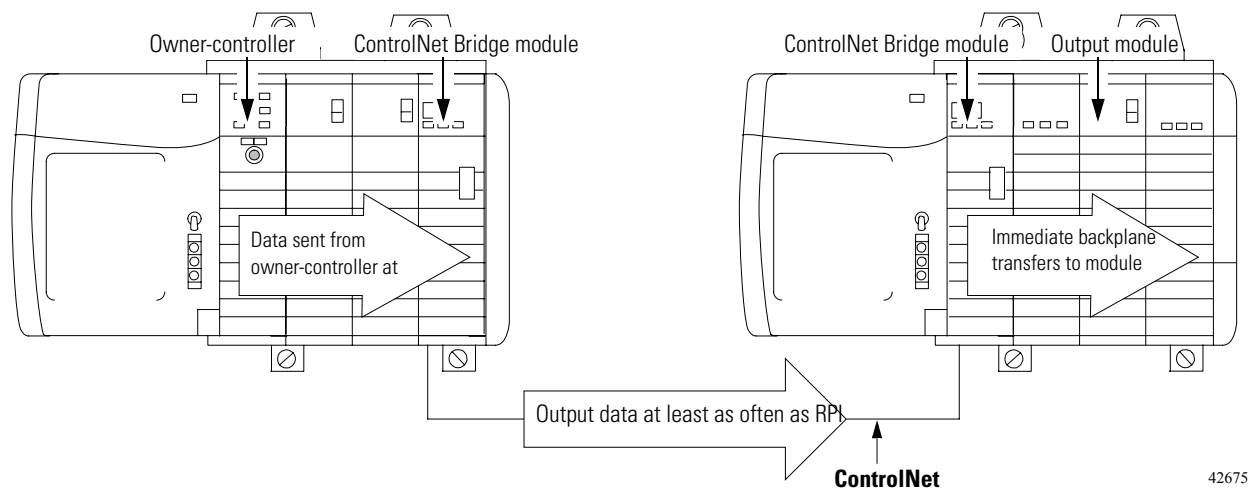 Owner-controller
ControlNet Bridge module
ControlNet Bridge module
Output module
Data sent from
owner-controller at
Immediate backplane
transfers to module
Output data at least as often as RPI
ControlNet
42675